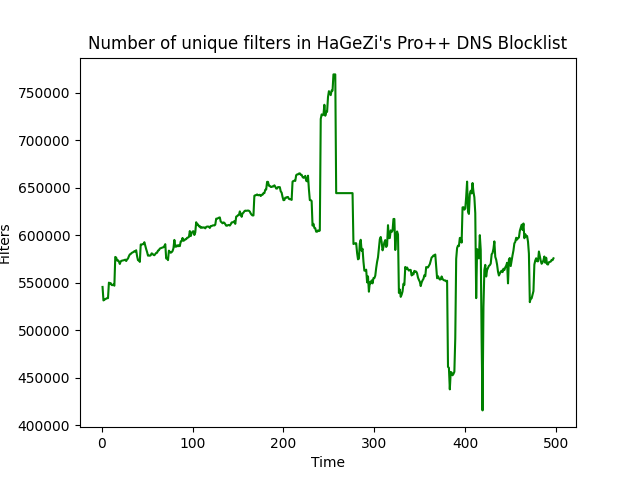 Number of unique filters in HaGeZi's Pro++ DNS Blocklist
Filters
750000
700000
650000
600000
550000
500000
450000
400000
0 100 200 300 400 500
Time